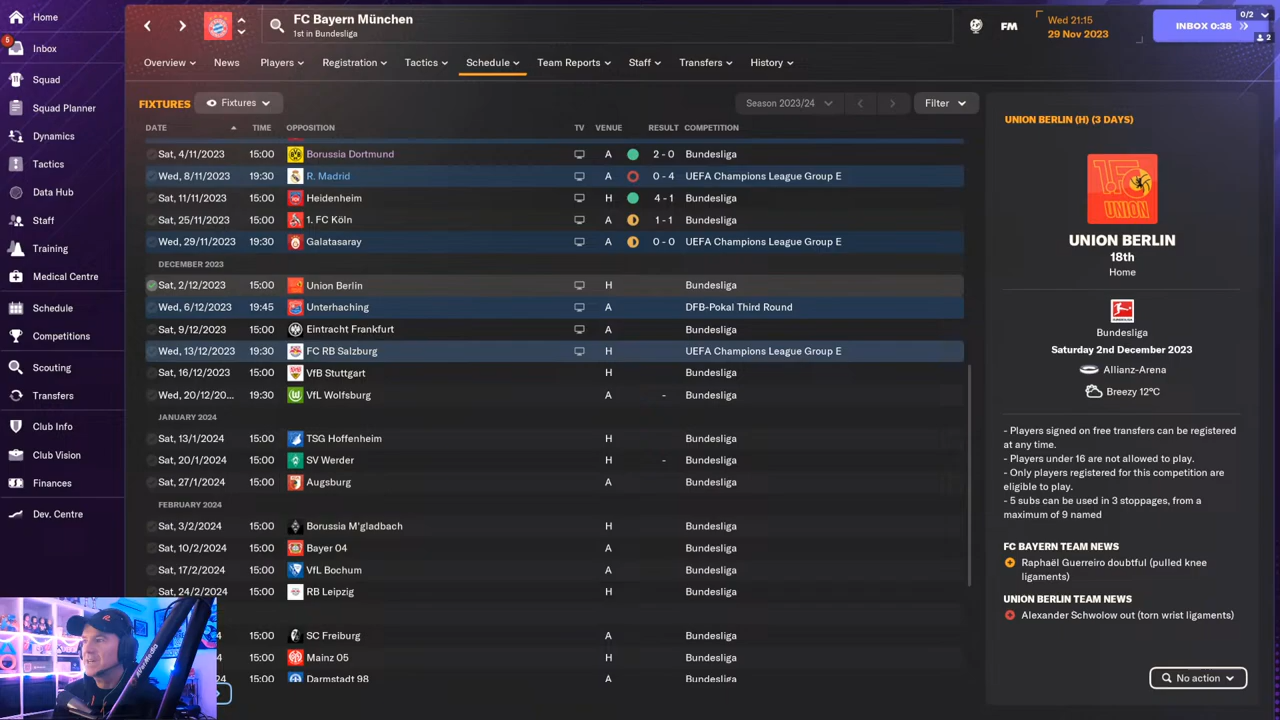 Home
5
Inbox
Squad
Squad Planner
Dynamics
Tactics
Data Hub
Staff
Training
Medical Centre
Schedule
Competitions
Scouting
Transfers
Club Info
Club Vision
Finances
Dev. Centre
FC Bayern München
1st in Bundesliga
FM
Wed 21:15
29 Nov 2023
INBOX 0:38
0/2
2
Overview
News
Players
Registration
Tactics
Schedule
Team Reports
Staff
Transfers
History
FIXTURES
Fixtures
Season 2023/24
Filter
DATE TIME OPPOSITION TV VENUE RESULT COMPETITION
Sat, 4/11/2023 15:00 Borussia Dortmund A 2 - 0 Bundesliga
Wed, 8/11/2023 19:30 R. Madrid A 0 - 4 UEFA Champions League Group E
Sat, 11/11/2023 15:00 Heidenheim H 4 - 1 Bundesliga
Sat, 25/11/2023 15:00 1. FC Köln A 1 - 1 Bundesliga
Wed, 29/11/2023 19:30 Galatasaray A 0 - 0 UEFA Champions League Group E
DECEMBER 2023
Sat, 2/12/2023 15:00 Union Berlin H Bundesliga
Wed, 6/12/2023 19:45 Unterhaching A DFB-Pokal Third Round
Sat, 9/12/2023 15:00 Eintracht Frankfurt A Bundesliga
Wed, 13/12/2023 19:30 FC RB Salzburg H UEFA Champions League Group E
Sat, 16/12/2023 15:00 VfB Stuttgart H Bundesliga
Wed, 20/12/20... 19:30 VfL Wolfsburg A - Bundesliga
JANUARY 2024
Sat, 13/1/2024 15:00 TSG Hoffenheim H Bundesliga
Sat, 20/1/2024 15:00 SV Werder H - Bundesliga
Sat, 27/1/2024 15:00 Augsburg A Bundesliga
FEBRUARY 2024
Sat, 3/2/2024 15:00 Borussia M'gladbach H Bundesliga
Sat, 10/2/2024 15:00 Bayer 04 A Bundesliga
Sat, 17/2/2024 15:00 VfL Bochum A Bundesliga
Sat, 24/2/2024 15:00 RB Leipzig H Bundesliga
15:00 SC Freiburg A Bundesliga
15:00 Mainz 05 H Bundesliga
15:00 Darmstadt 98 A Bundesliga
UNION BERLIN (H) (3 DAYS)
1.FC
UNION
UNION BERLIN
18th
Home
Bundesliga
Saturday 2nd December 2023
Allianz-Arena
Breezy 12°C
- Players signed on free transfers can be registered
at any time.
- Players under 16 are not allowed to play.
- Only players registered for this competition are
eligible to play.
- 5 subs can be used in 3 stoppages, from a
maximum of 9 named
FC BAYERN TEAM NEWS
Raphaël Guerreiro doubtful (pulled knee
ligaments)
UNION BERLIN TEAM NEWS
Alexander Schwolow out (torn wrist ligaments)
No action